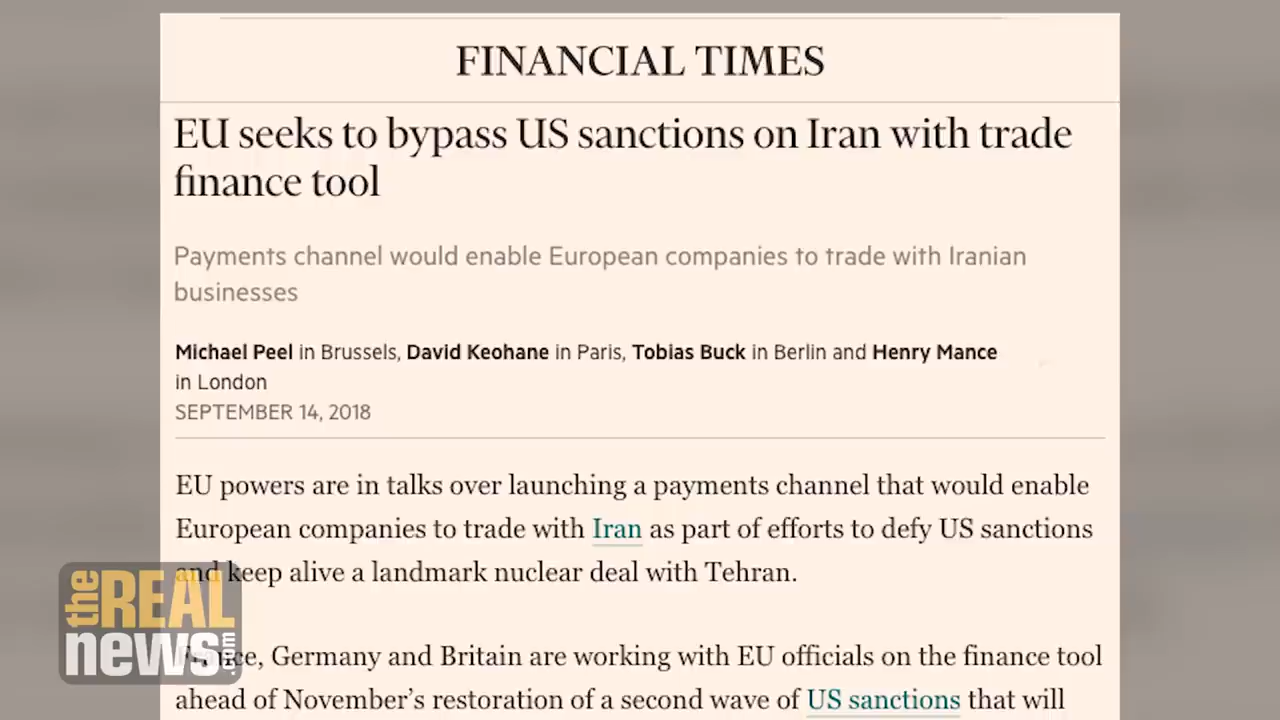 FINANCIAL TIMES
EU seeks to bypass US sanctions on Iran with trade
finance tool
Payments channel would enable European companies to trade with Iranian
businesses
Michael Peel in Brussels, David Keohane in Paris, Tobias Buck in Berlin and Henry Mance
in London
SEPTEMBER 14, 2018
EU powers are in talks over launching a payments channel that would enable
European companies to trade with Iran as part of efforts to defy US sanctions
and keep alive a landmark nuclear deal with Tehran.
France, Germany and Britain are working with EU officials on the finance tool
ahead of November's restoration of a second wave of US sanctions that will
the REAL
news.com